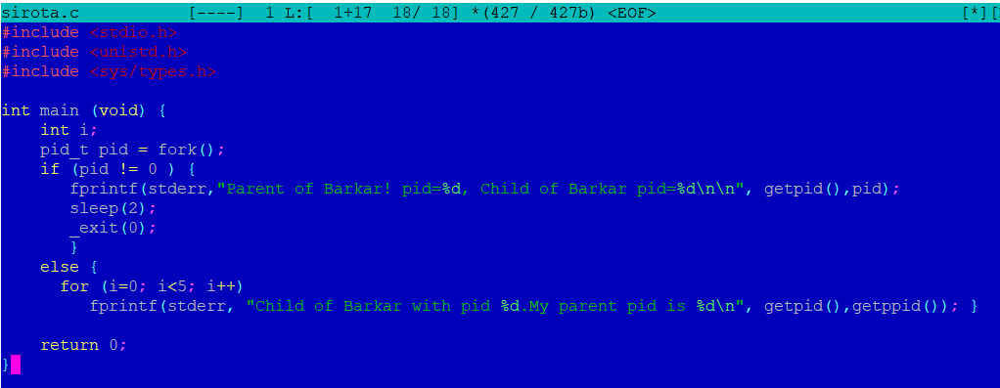 sirota.c [----] 1 L:[ 1+17 18/ 18] *(427 / 427b) <EOF> [*][
#include <stdio.h>
#include <unistd.h>
#include <sys/types.h>
int main (void) {
int i;
pid_t pid = fork();
if (pid != 0 ) {
fprintf(stderr,"Parent of Barkar! pid=%d, Child of Barkar pid=%d\n\n", getpid(),pid);
sleep(2);
_exit(0);
}
else {
for (i=0; i<5; i++)
fprintf(stderr, "Child of Barkar with pid %d.My parent pid is %d\n", getpid(),getppid()); }
return 0;
}